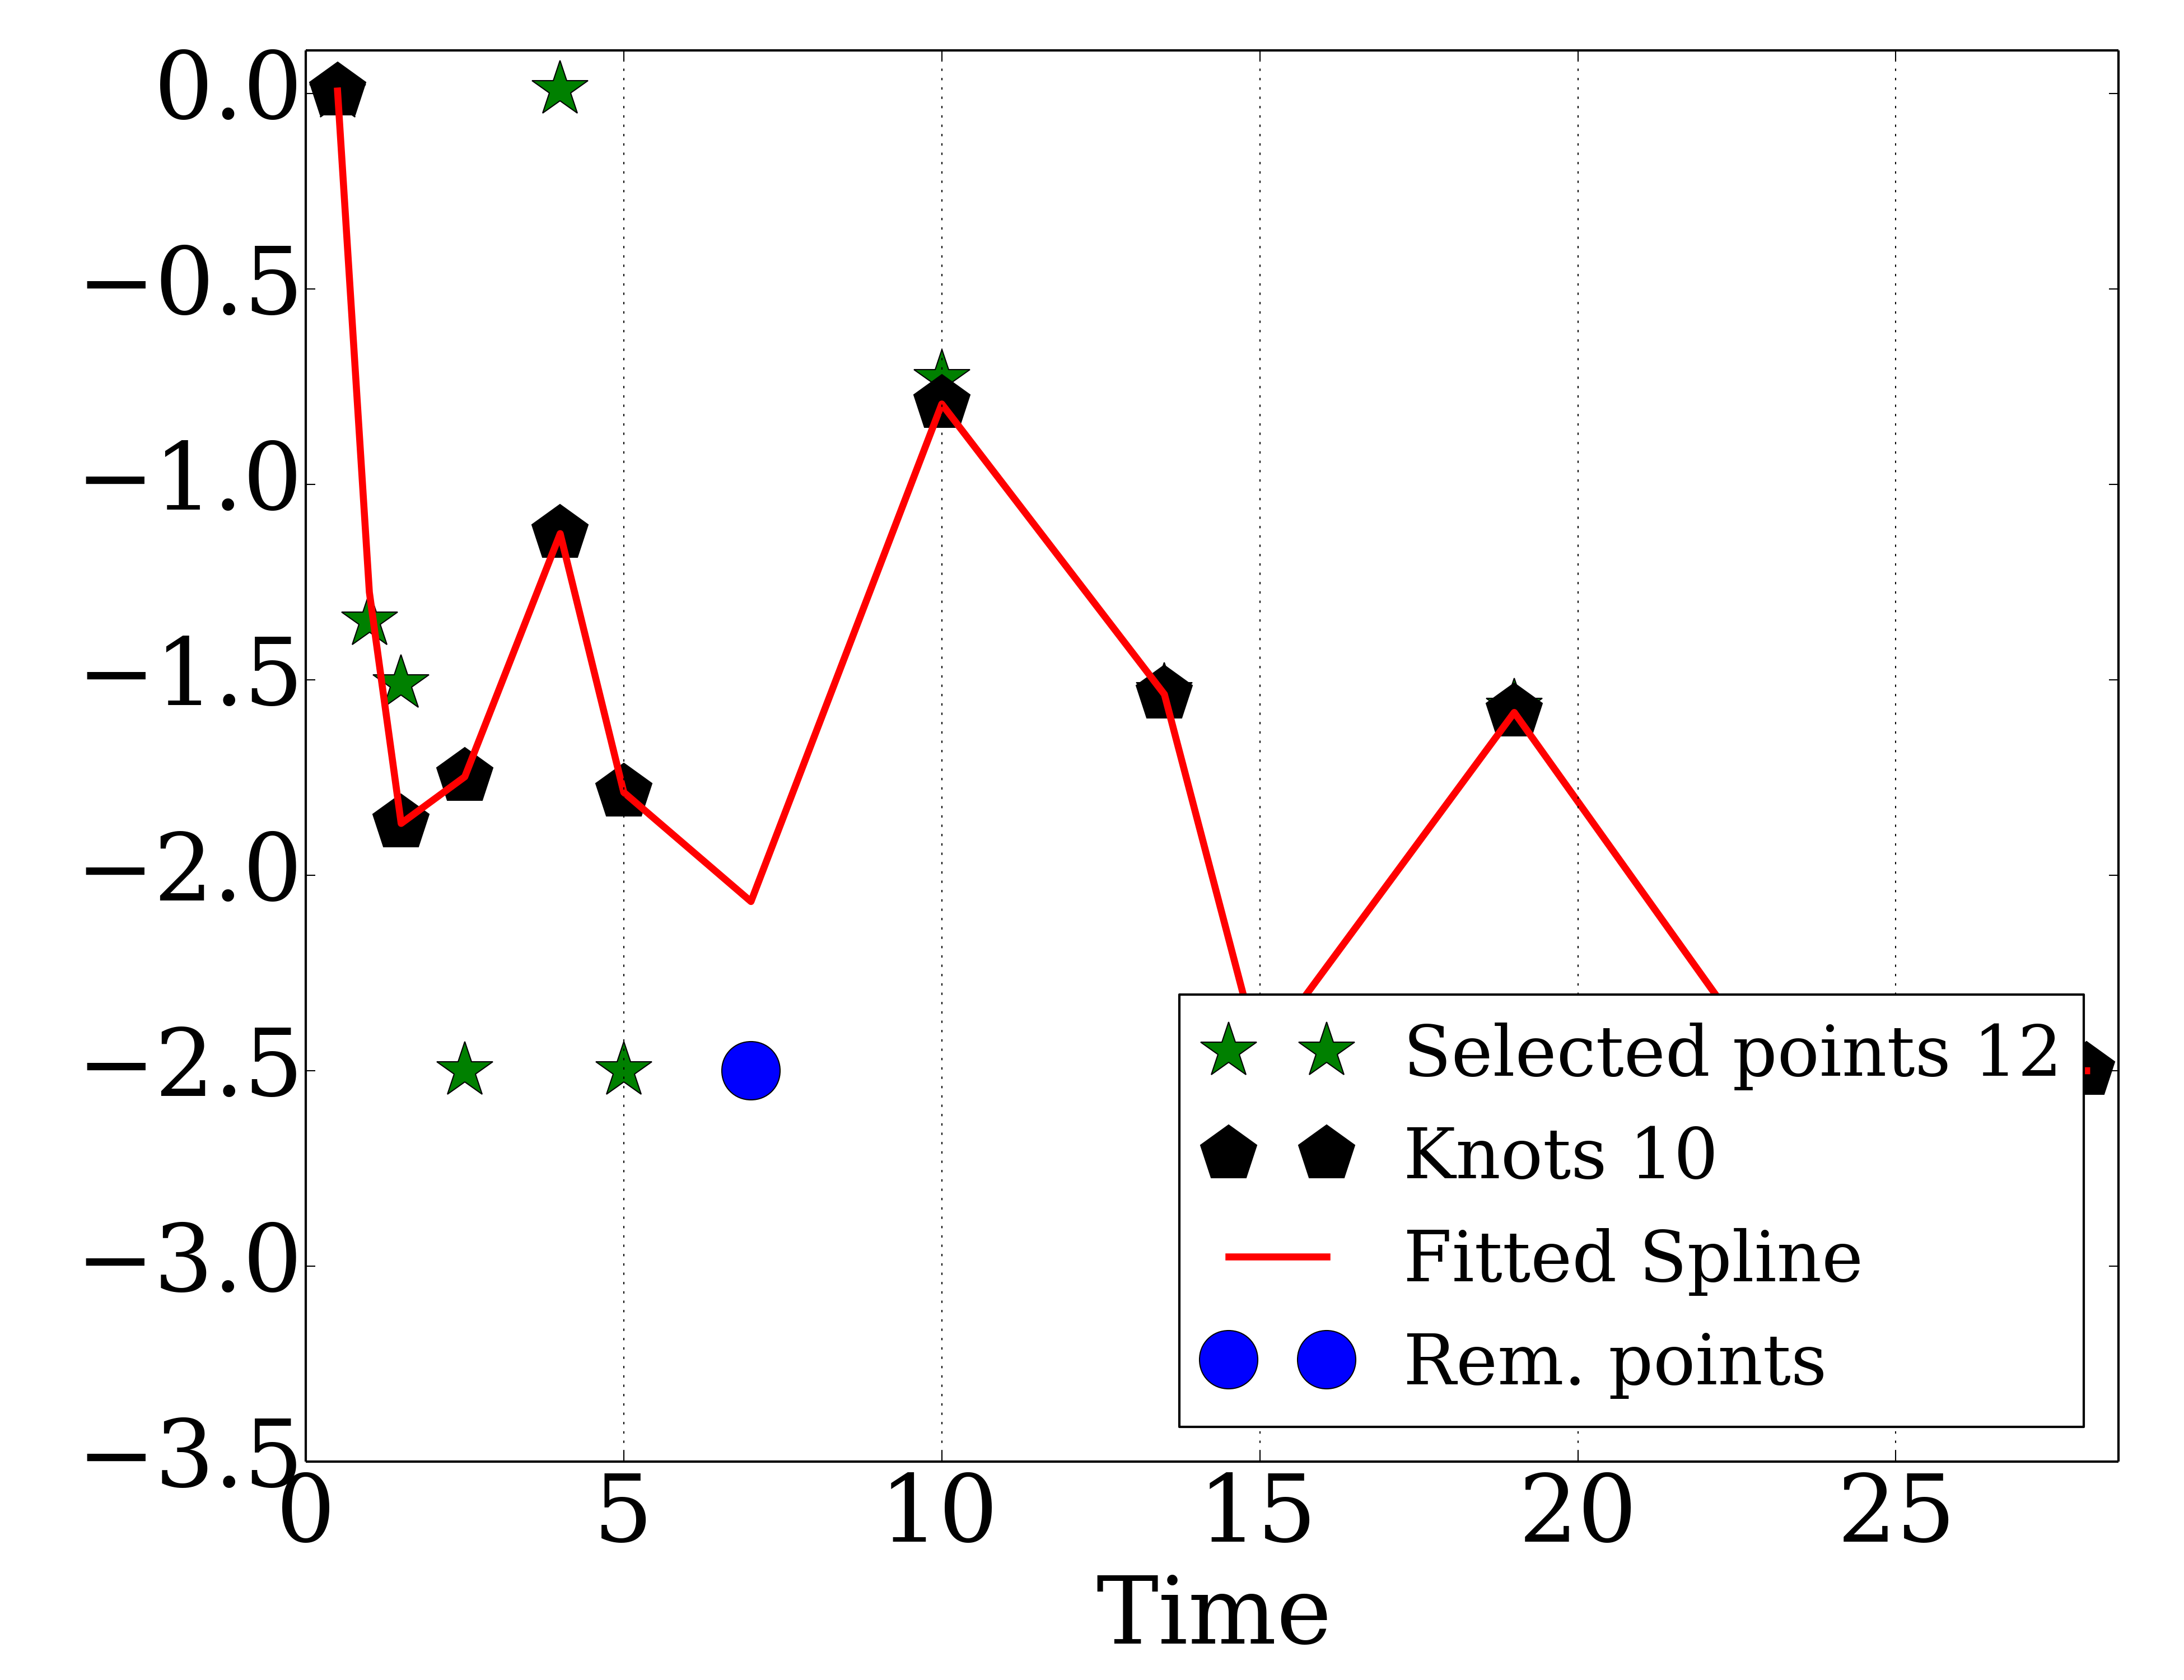 0.0
−0.5
−1.0
−1.5
−2.0
−2.5
−3.0
−3.5
0 5 10 15 20 25
Time
Selected points 12
Knots 10
Fitted Spline
Rem. points